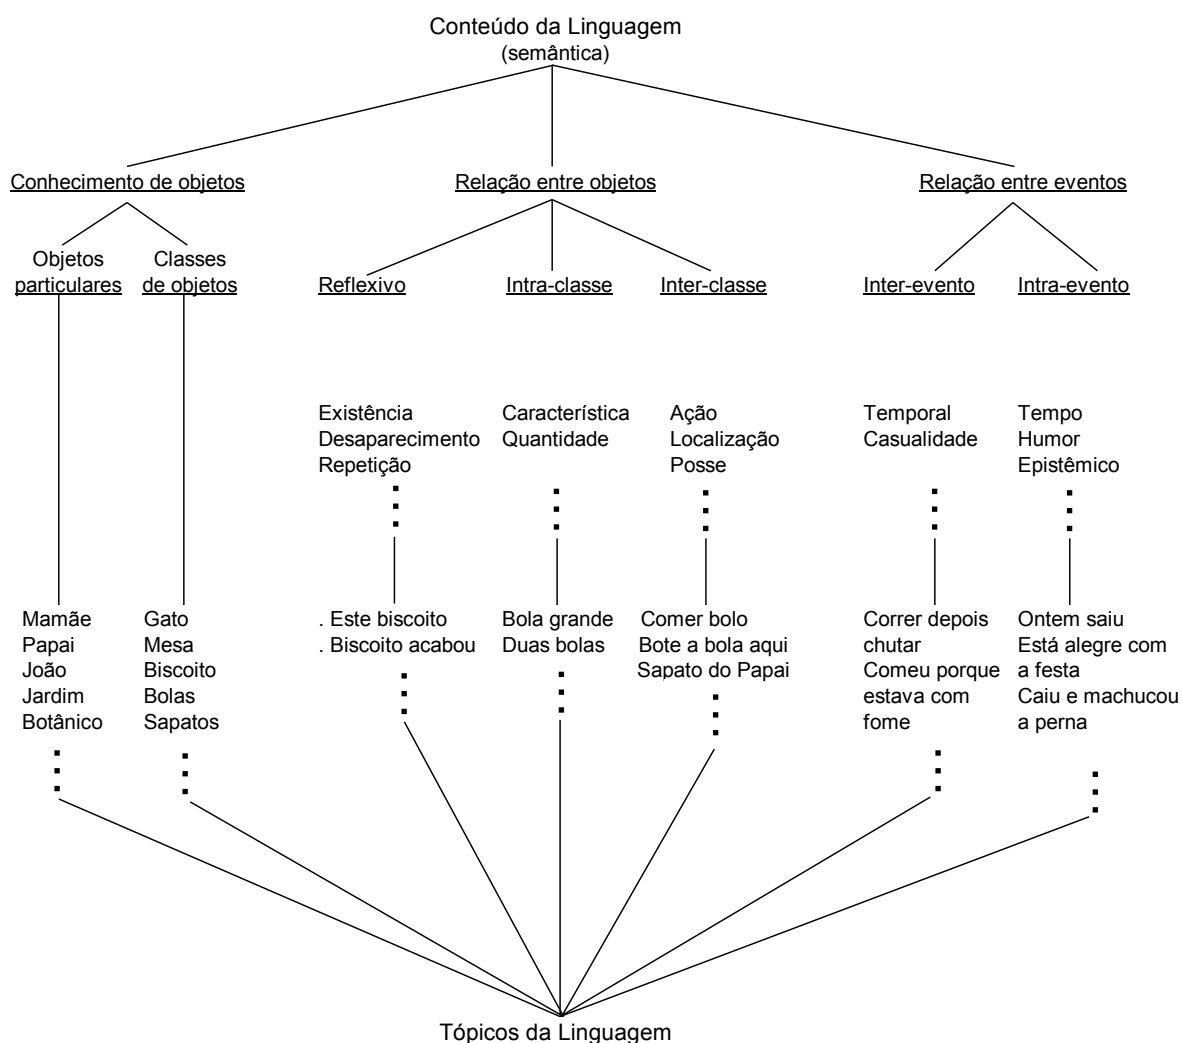 Conteúdo da Linguagem
(semântica)
Conhecimento de objetos
Relação entre objetos
Relação entre eventos
Objetos
particulares
Classes
de objetos
Reflexivo
Intra-classe
Inter-classe
Inter-evento
Intra-evento
Existência
Desaparecimento
Repetição
Característica
Quantidade
Ação
Localização
Posse
Temporal
Casualidade
Tempo
Humor
Epistêmico
Mamãe
Papai
João
Jardim
Botânico
Gato
Mesa
Biscoito
Bolas
Sapatos
. Este biscoito
. Biscoito acabou
Bola grande
Duas bolas
Comer bolo
Bote a bola aqui
Sapato do Papai
Correr depois
chutar
Comeu porque
estava com
fome
Ontem saiu
Está alegre com
a festa
Caiu e machucou
a perna
Tópicos da Linguagem